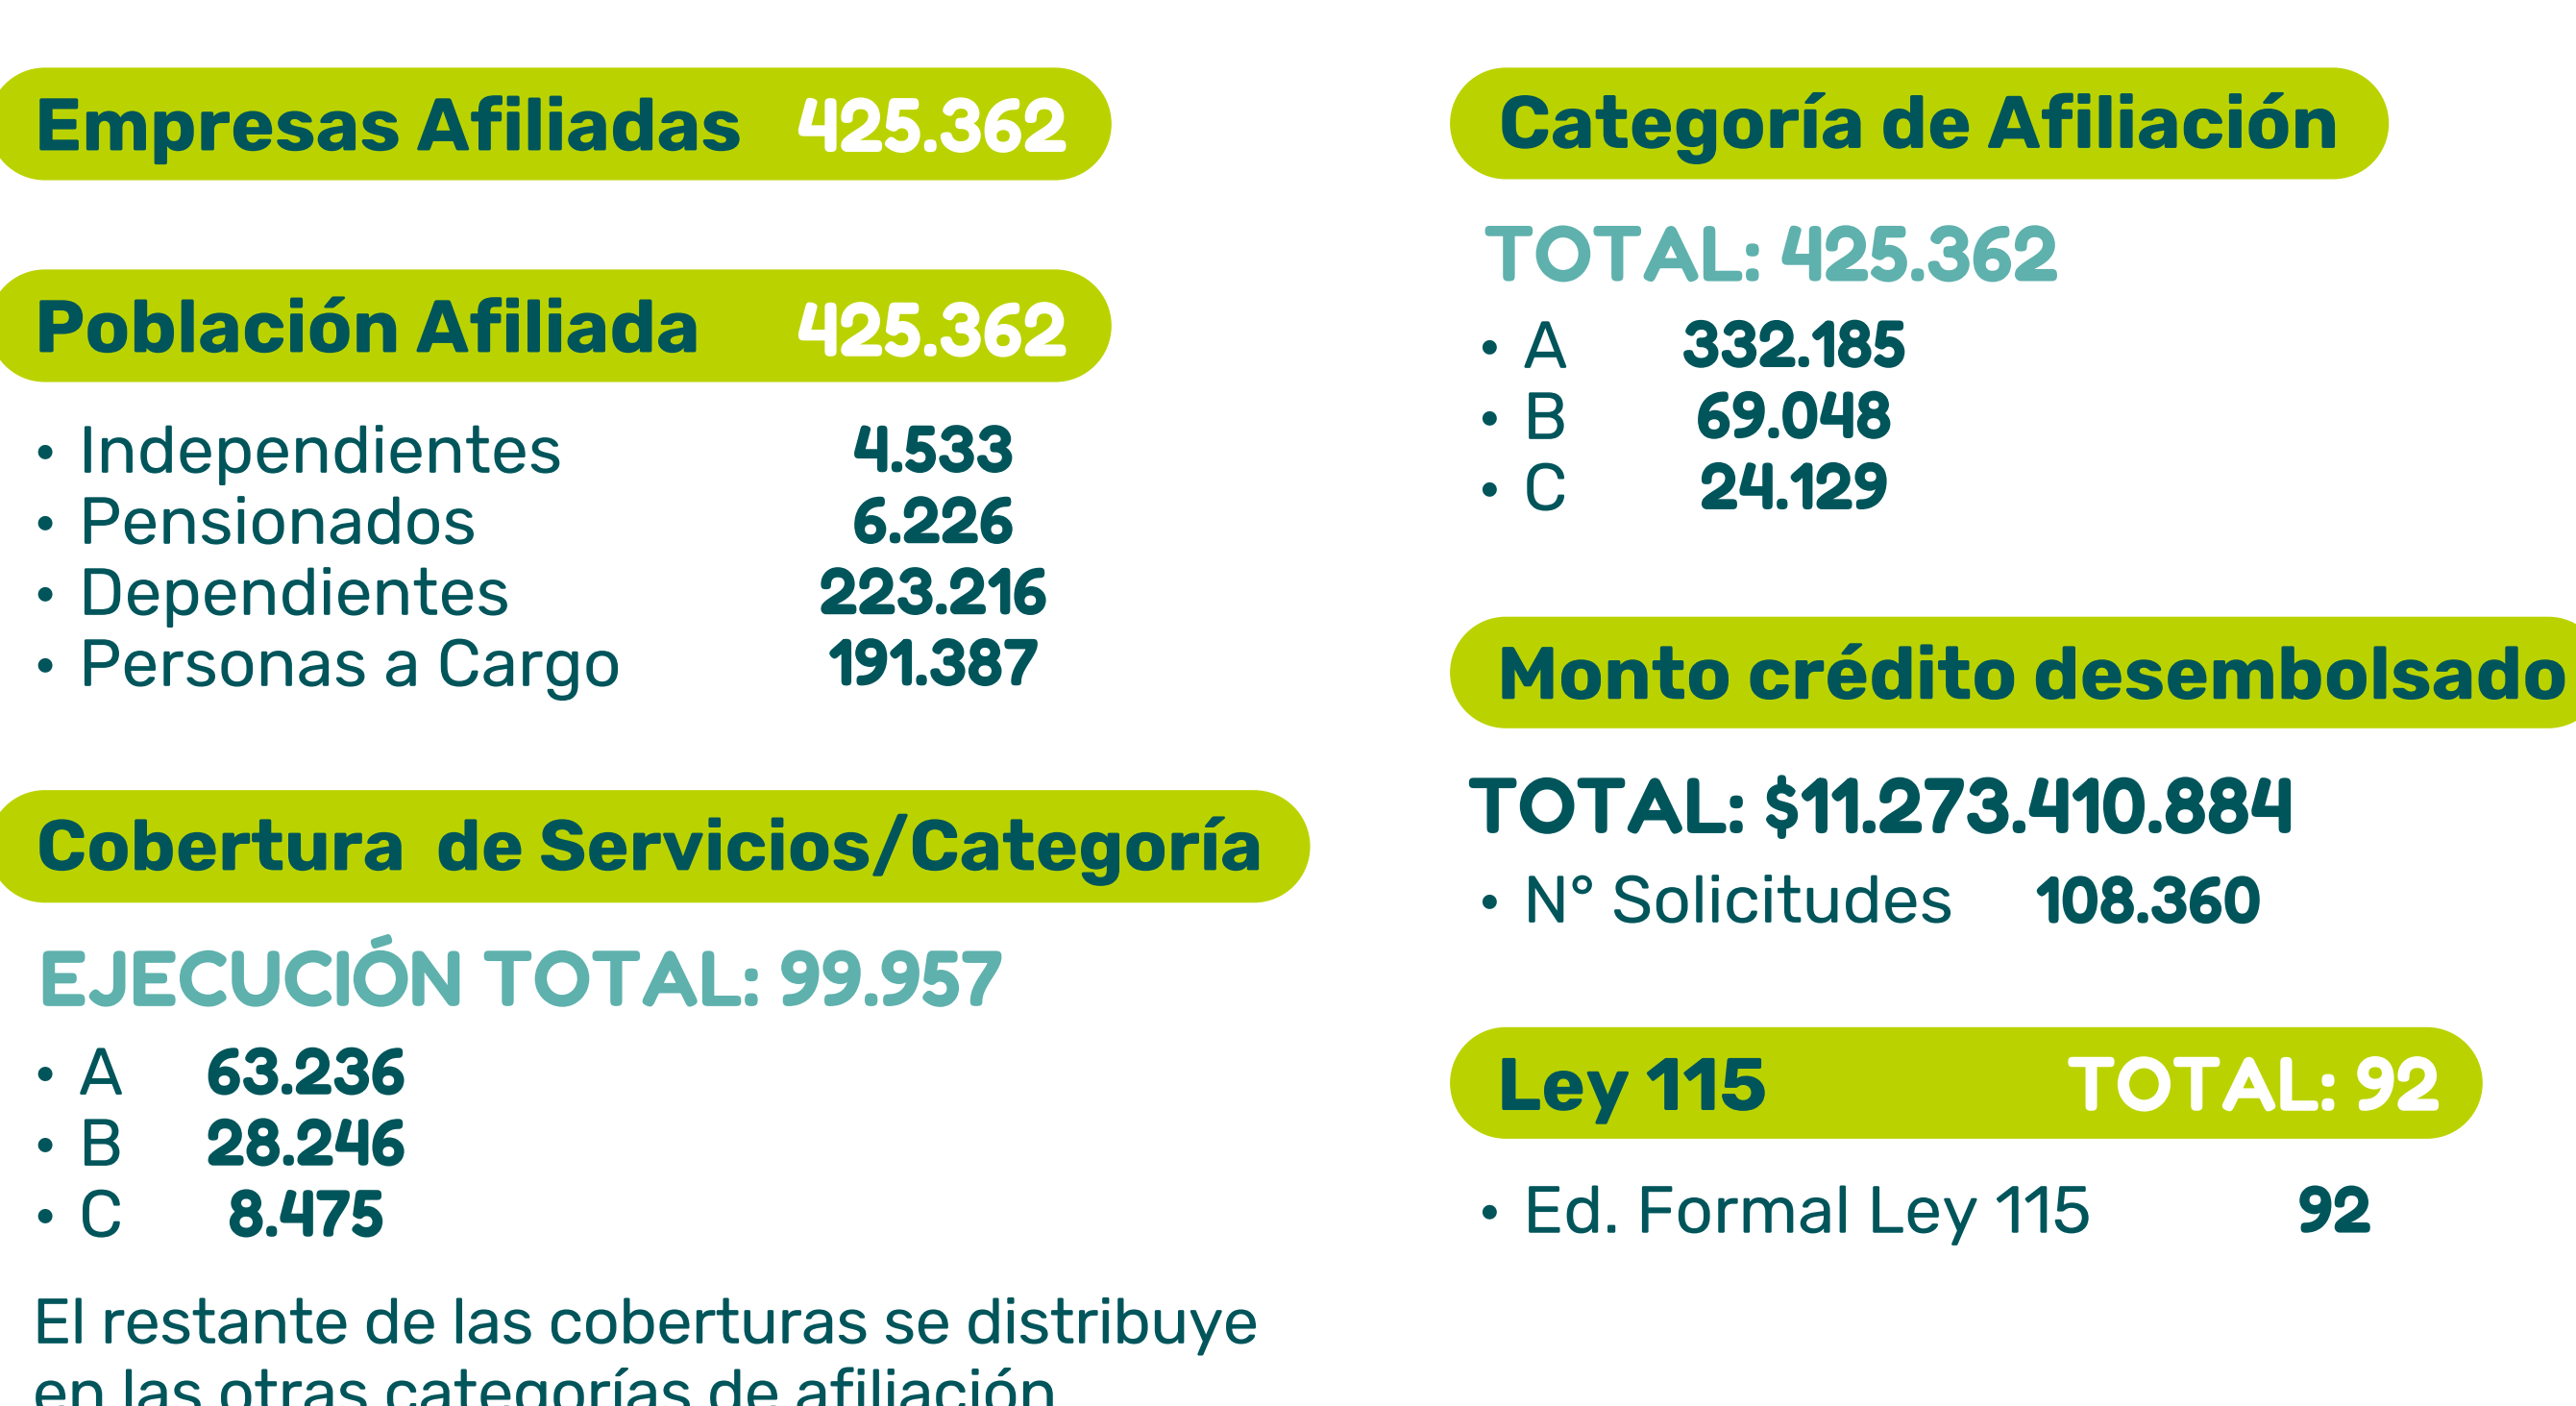 Empresas Afiliadas 425.362
Población Afiliada 425.362
• Independientes 4.533
• Pensionados 6.226
• Dependientes 223.216
• Personas a Cargo 191.387
Cobertura de Servicios/Categoría
EJECUCIÓN TOTAL: 99.957
• A 63.236
• B 28.246
• C 8.475
El restante de las coberturas se distribuye
en las otras categorías de afiliación
Categoría de Afiliación
TOTAL: 425.362
• A 332.185
• B 69.048
• C 24.129
Monto crédito desembolsado
TOTAL: $11.273.410.884
• N° Solicitudes 108.360
Ley 115 TOTAL: 92
• Ed. Formal Ley 115 92